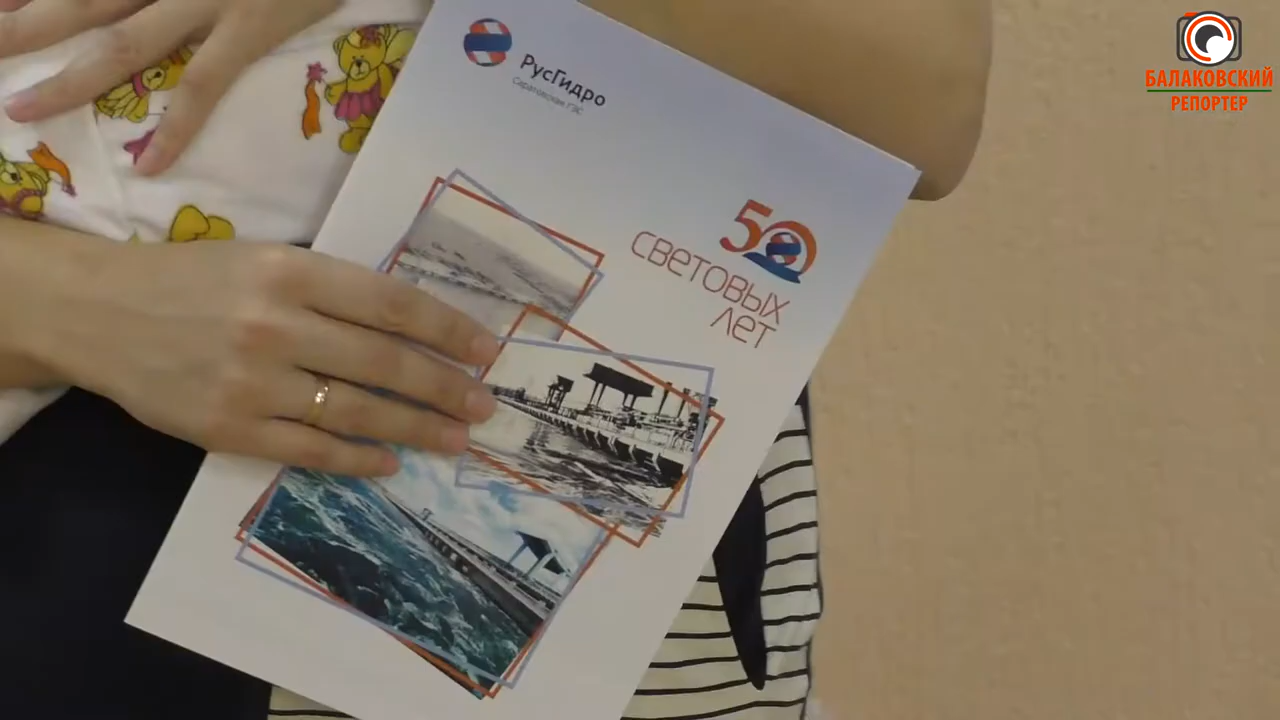 РусГидро
Саратовская ГЭС
50
СВЕТОВЫХ
ЛЕТ
БАЛАКОВСКИЙ
РЕПОРТЕР